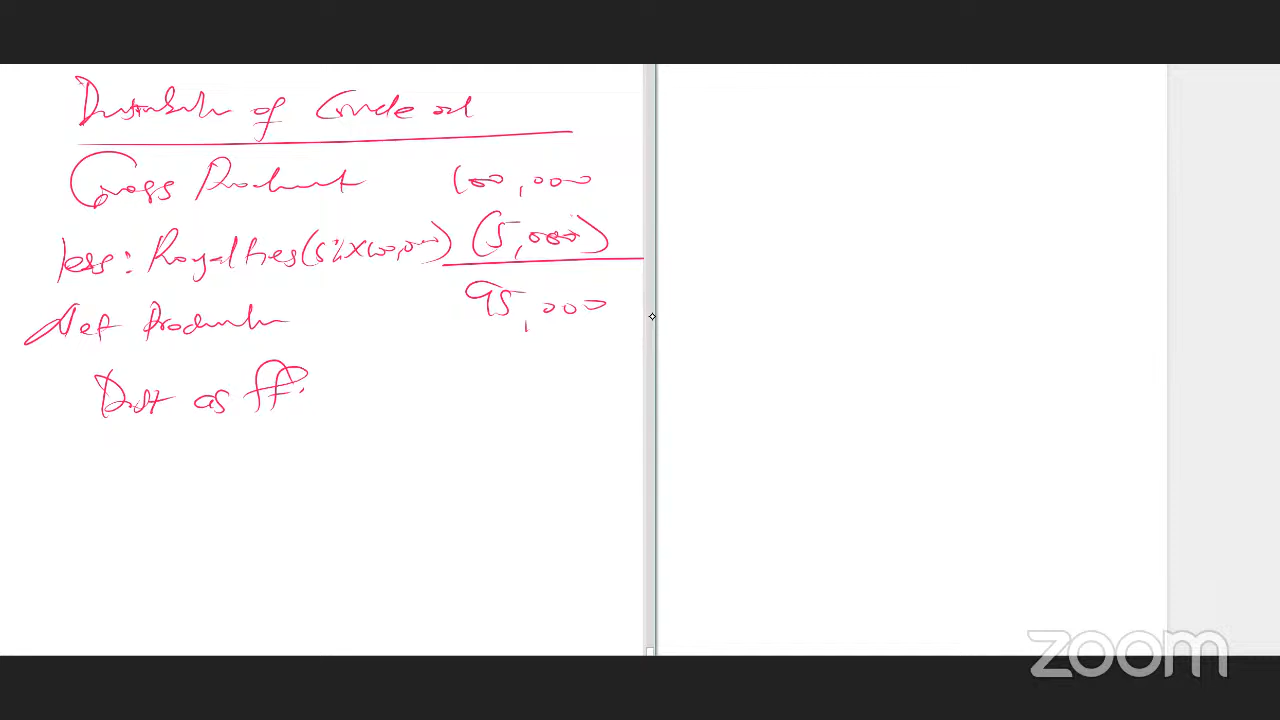 Distribution of Crude oil
Gross Product 100,000
less: Royalties (5% x 100,000) (5,000)
95,000
Net Production
Dist as ff:
zoom